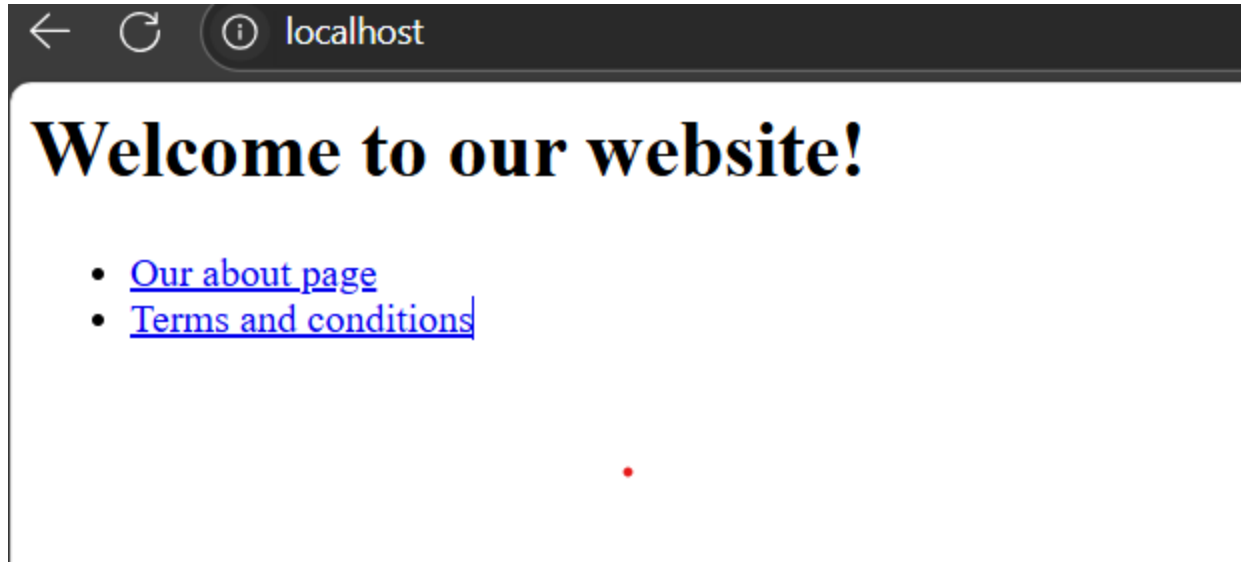 localhost
Welcome to our website!
Our about page
Terms and conditions